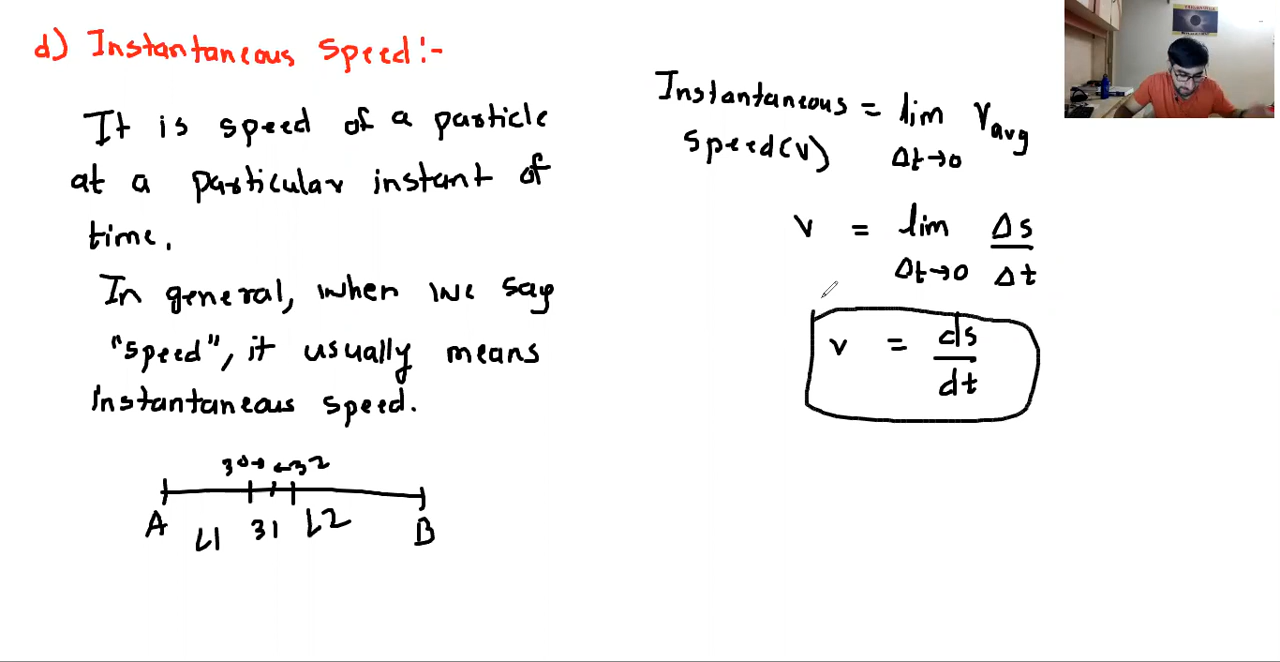 d) Instantaneous Speed:-
It is speed of a particle
at a particular instant of
time.
In general, when we say
"speed", it usually means
instantaneous speed.
30→ ←32
A L1 31 L2 B
Instantaneous = lim Vavg
speed(v) Δt→0
v = lim Δs
Δt→0 Δt
v = ds
dt